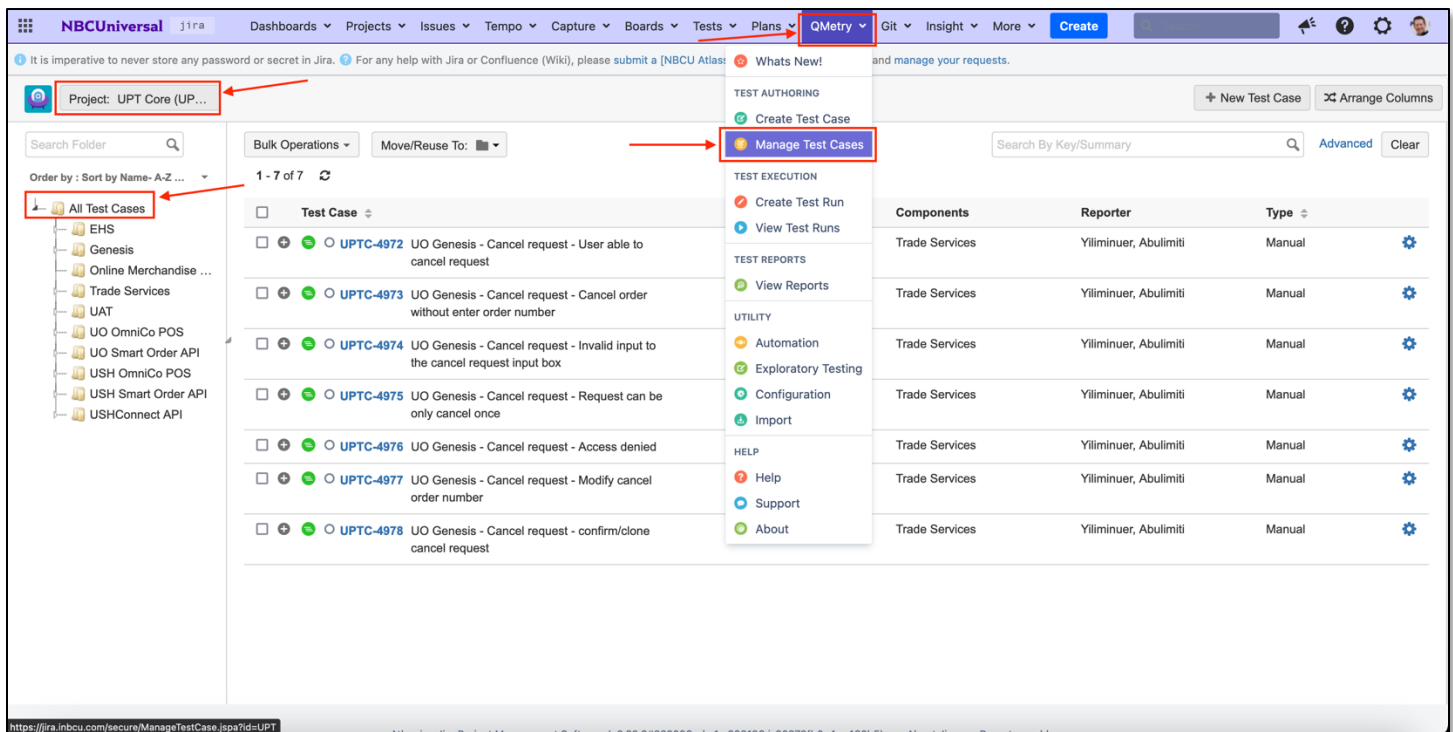 NBCUniversal jira Dashboards Projects Issues Tempo Capture Boards Tests Plans QMetry Git Insight More Create
It is imperative to never store any password or secret in Jira. For any help with Jira or Confluence (Wiki), please submit a [NBCU Atlass and manage your requests.
Project: UPT Core (UP...
+ New Test Case Arrange Columns
Search Folder
Order by : Sort by Name- A-Z ...
All Test Cases
EHS
Genesis
Online Merchandise ...
Trade Services
UAT
UO OmniCo POS
UO Smart Order API
USH OmniCo POS
USH Smart Order API
USHConnect API
Bulk Operations Move/Reuse To:
Search By Key/Summary Advanced Clear
1 - 7 of 7
Test Case Components Reporter Type
UPTC-4972 UO Genesis - Cancel request - User able to Trade Services Yiliminuer, Abulimiti Manual
cancel request
UPTC-4973 UO Genesis - Cancel request - Cancel order Trade Services Yiliminuer, Abulimiti Manual
without enter order number
UPTC-4974 UO Genesis - Cancel request - Invalid input to Trade Services Yiliminuer, Abulimiti Manual
the cancel request input box
UPTC-4975 UO Genesis - Cancel request - Request can be Trade Services Yiliminuer, Abulimiti Manual
only cancel once
UPTC-4976 UO Genesis - Cancel request - Access denied Trade Services Yiliminuer, Abulimiti Manual
UPTC-4977 UO Genesis - Cancel request - Modify cancel Trade Services Yiliminuer, Abulimiti Manual
order number
UPTC-4978 UO Genesis - Cancel request - confirm/clone Trade Services Yiliminuer, Abulimiti Manual
cancel request
Whats New!
TEST AUTHORING
Create Test Case
Manage Test Cases
TEST EXECUTION
Create Test Run
View Test Runs
TEST REPORTS
View Reports
UTILITY
Automation
Exploratory Testing
Configuration
Import
HELP
Help
Support
About
https://jira.inbcu.com/secure/ManageTestCase.jspa?id=UPT